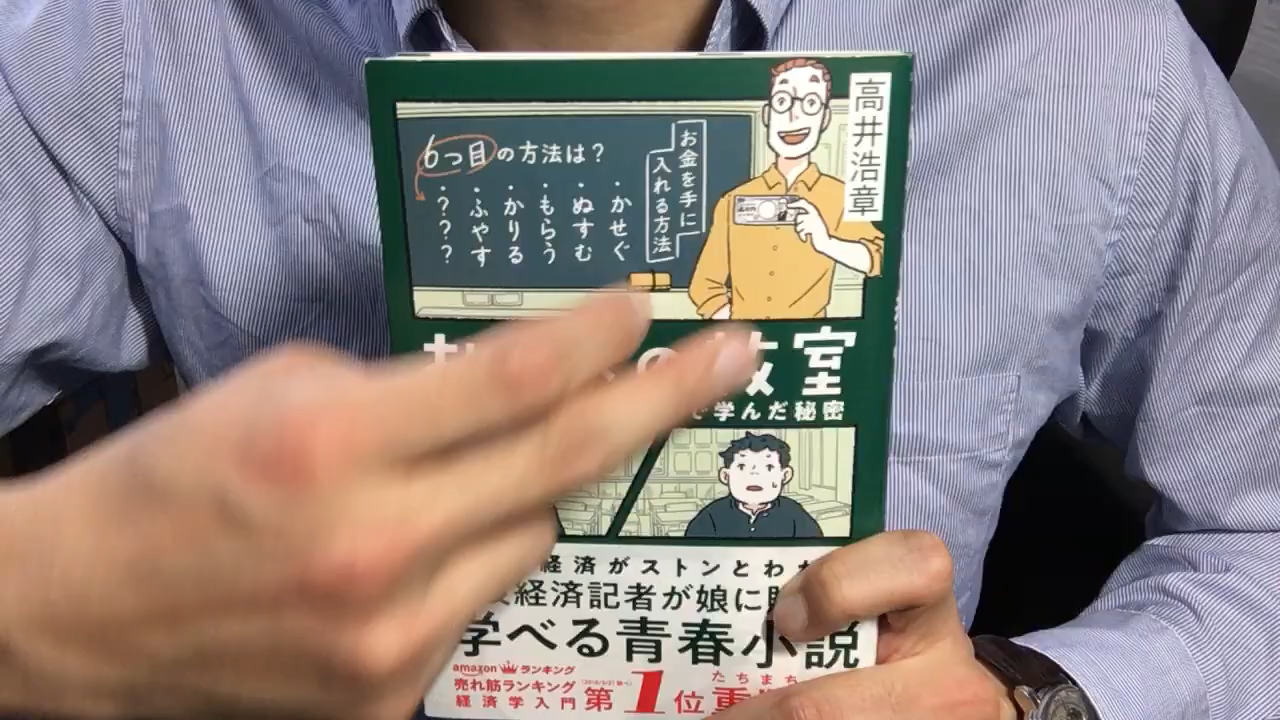 高井浩章
お金を手に
入れる方法
6つ目の方法は？
・かせぐ
・ぬすむ
・もらう
・かりる
・ふやす
・？？？
の教室
で学んだ秘密
経済がストンとわ
経済記者が娘に
学べる青春小説
amazon ランキング
売れ筋ランキング
経済学入門
第1位
たちまち
重